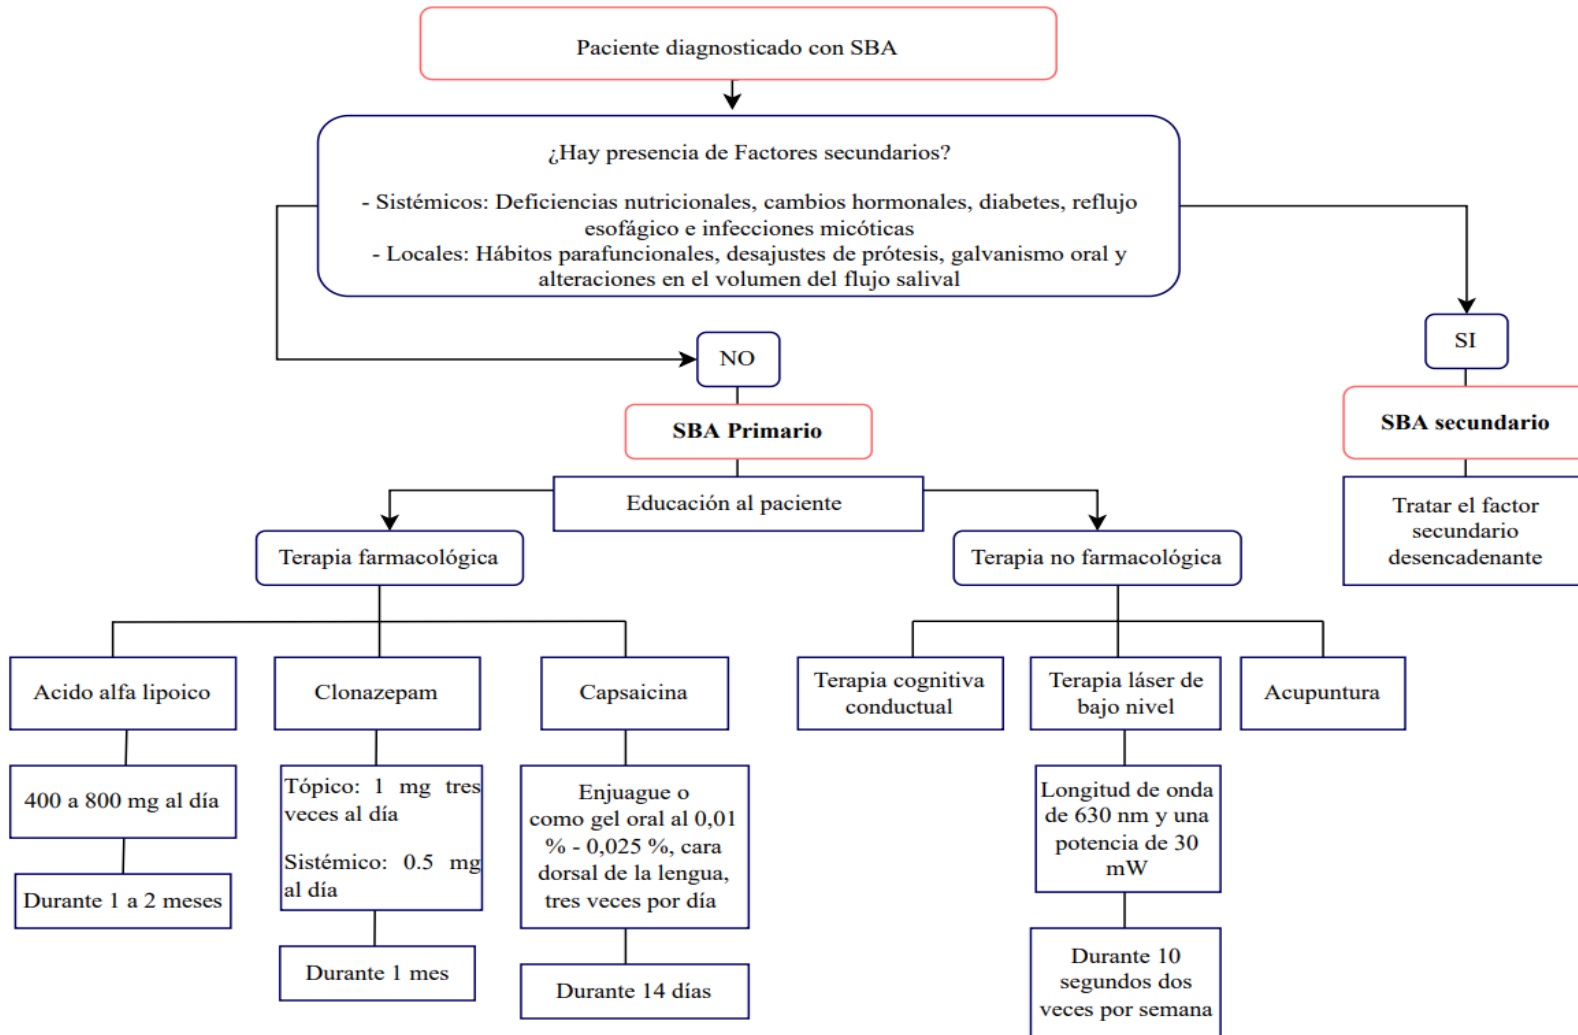 Paciente diagnosticado con SBA
¿Hay presencia de Factores secundarios?
- Sistémicos: Deficiencias nutricionales, cambios hormonales, diabetes, reflujo
esofágico e infecciones micóticas
- Locales: Hábitos parafuncionales, desajustes de prótesis, galvanismo oral y
alteraciones en el volumen del flujo salival
NO
SI
SBA Primario
SBA secundario
Educación al paciente
Tratar el factor
secundario
desencadenante
Terapia farmacológica
Terapia no farmacológica
Acido alfa lipoico
Clonazepam
Capsaicina
Terapia cognitiva
conductual
Terapia láser de
bajo nivel
Acupuntura
400 a 800 mg al día
Tópico: 1 mg tres
veces al día
Sistémico: 0.5 mg
al día
Enjuague o
como gel oral al 0,01
% - 0,025 %, cara
dorsal de la lengua,
tres veces por día
Longitud de onda
de 630 nm y una
potencia de 30
mW
Durante 1 a 2 meses
Durante 1 mes
Durante 14 días
Durante 10
segundos dos
veces por semana